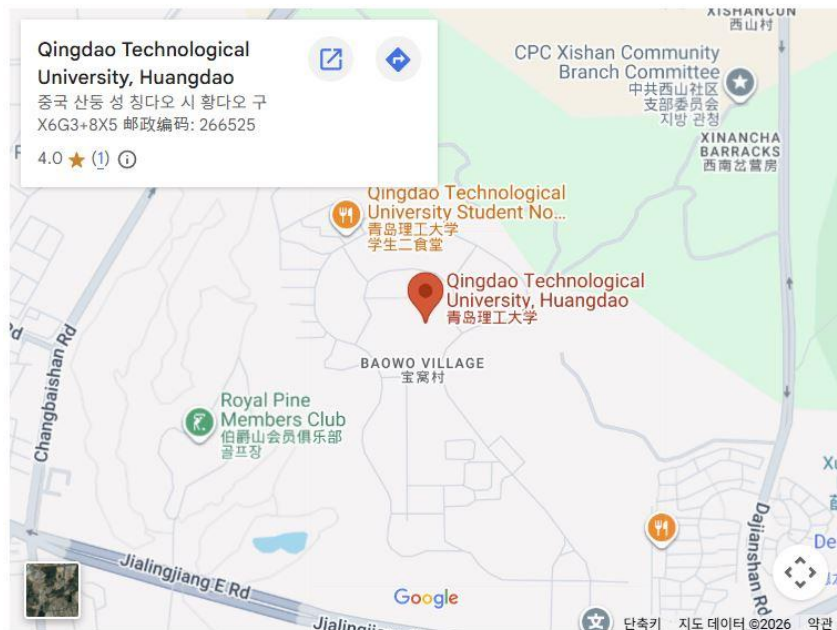 Qingdao Technological
University, Huangdao
중국 산둥 성 칭다오 시 황다오 구
X6G3+8X5 邮政编码: 266525
4.0 ★ (1)
XISHANCUN
西山村
CPC Xishan Community
Branch Committee
中共西山社区
支部委员会
지방 관청
XINANCHA
BARRACKS
西南岔营房
Qingdao Technological
University Student No...
青岛理工大学
学生二食堂
Qingdao Technological
University, Huangdao
青岛理工大学
BAOWO VILLAGE
宝窝村
Changbaishan Rd
Royal Pine
Members Club
伯爵山会员俱乐部
골프장
Dajianshan Rd
Jialingjiang E Rd
Google
단축키
지도 데이터 ©2026
약관